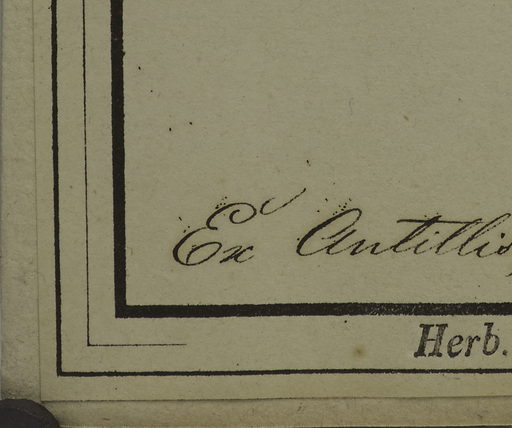 Ex Antillis,
Herb.